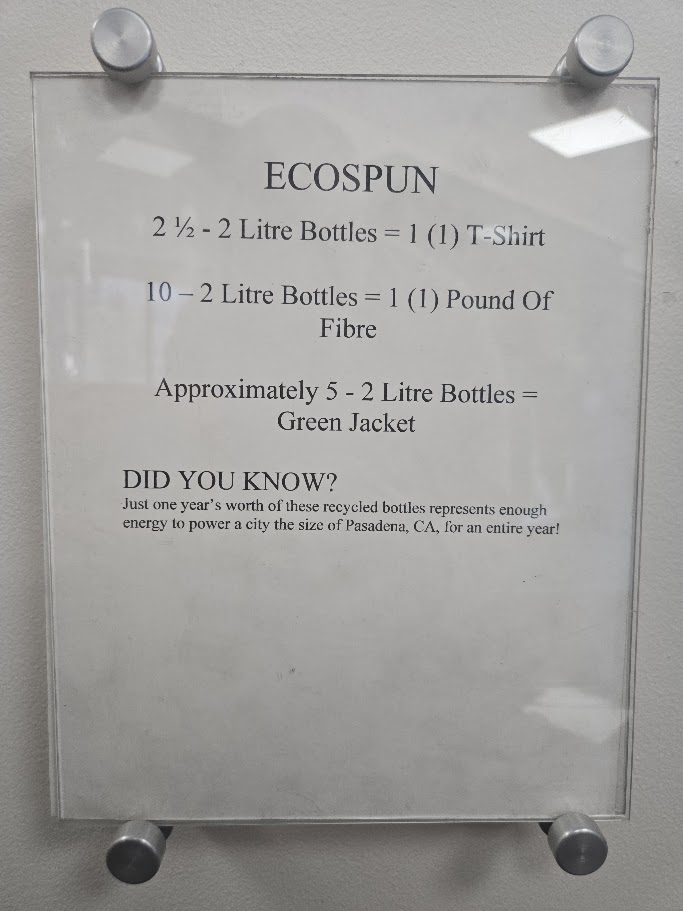 ECOSPUN
2 ½ - 2 Litre Bottles = 1 (1) T-Shirt
10 – 2 Litre Bottles = 1 (1) Pound Of
Fibre
Approximately 5 - 2 Litre Bottles =
Green Jacket
DID YOU KNOW?
Just one year’s worth of these recycled bottles represents enough
energy to power a city the size of Pasadena, CA, for an entire year!